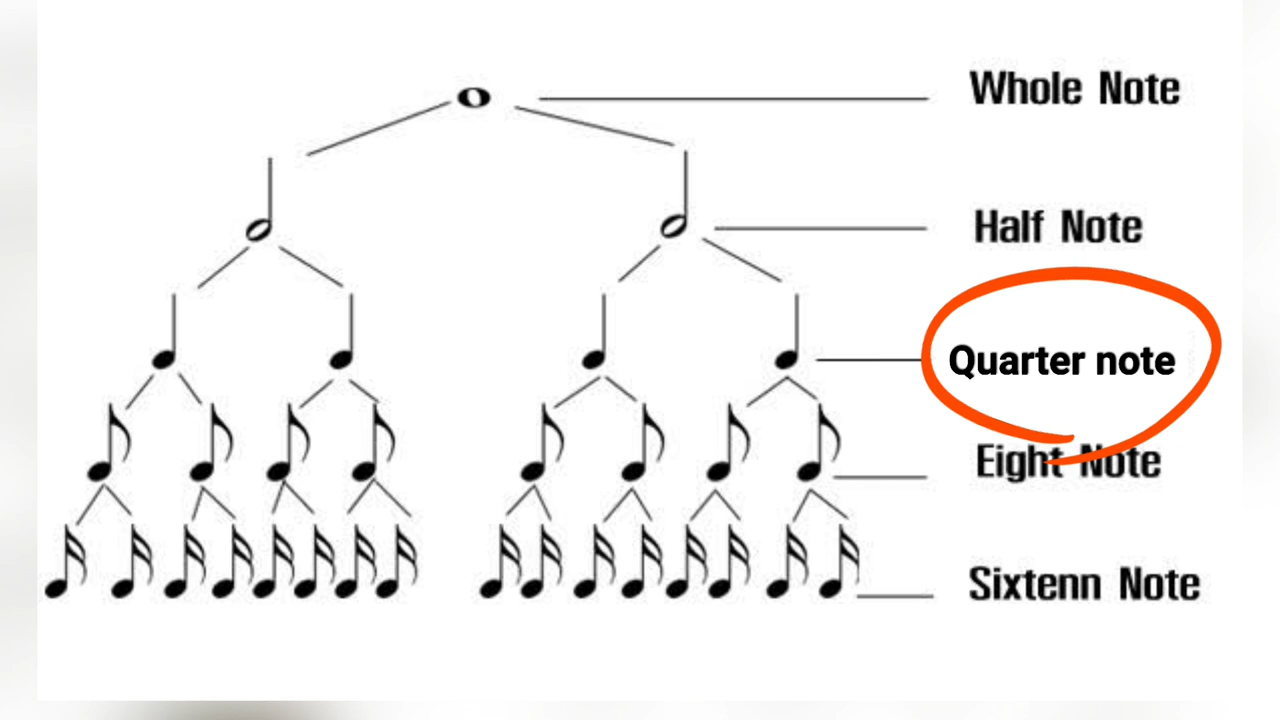 Whole Note
Half Note
Quarter note
Eight Note
Sixtenn Note